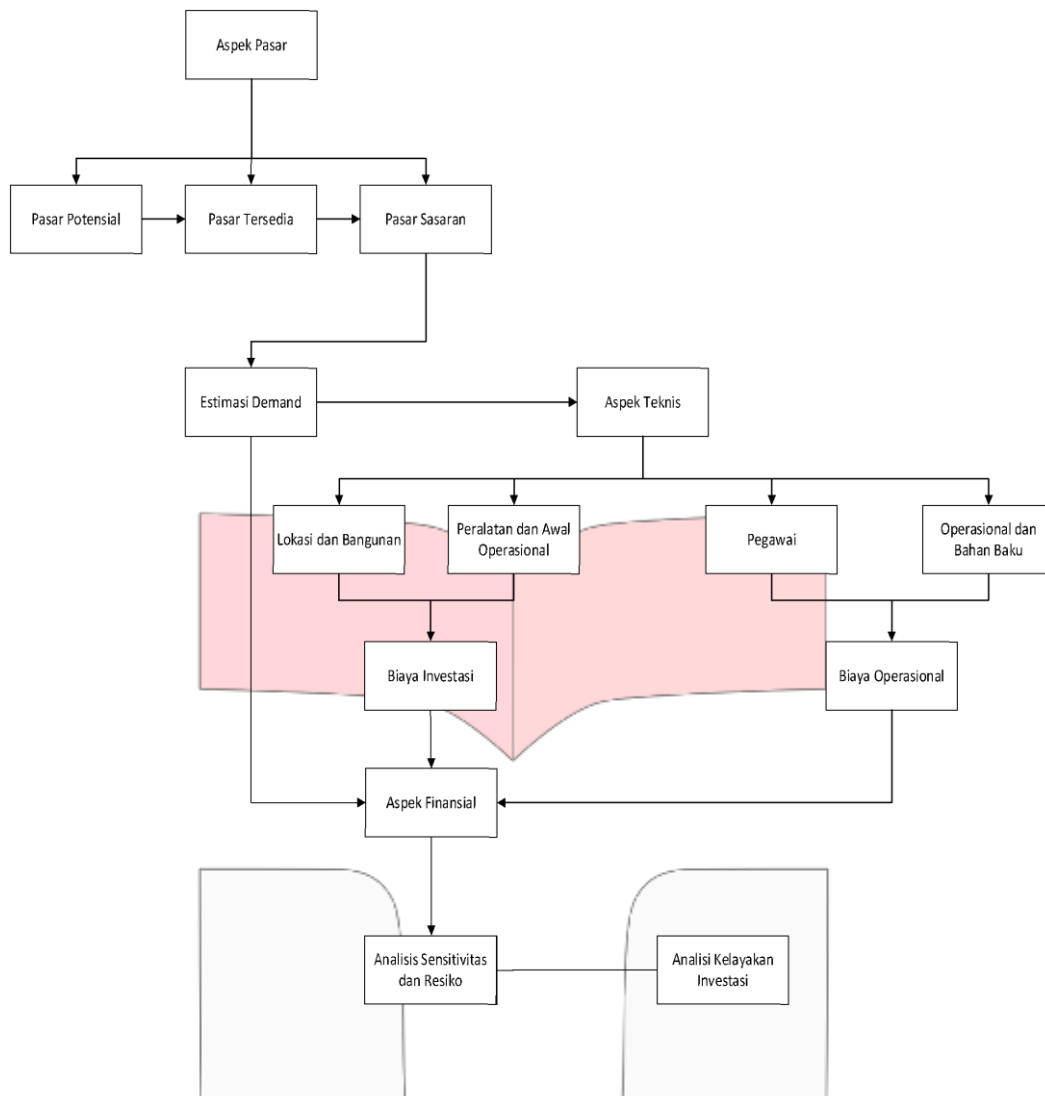 Aspek Pasar
Pasar Potensial
Pasar Tersedia
Pasar Sasaran
Estimasi Demand
Aspek Teknis
Lokasi dan Bangunan
Peralatan dan Awal
Operasional
Pegawai
Operasional dan
Bahan Baku
Biaya Investasi
Biaya Operasional
Aspek Finansial
Analisis Sensitivitas
dan Resiko
Analisi Kelayakan
Investasi